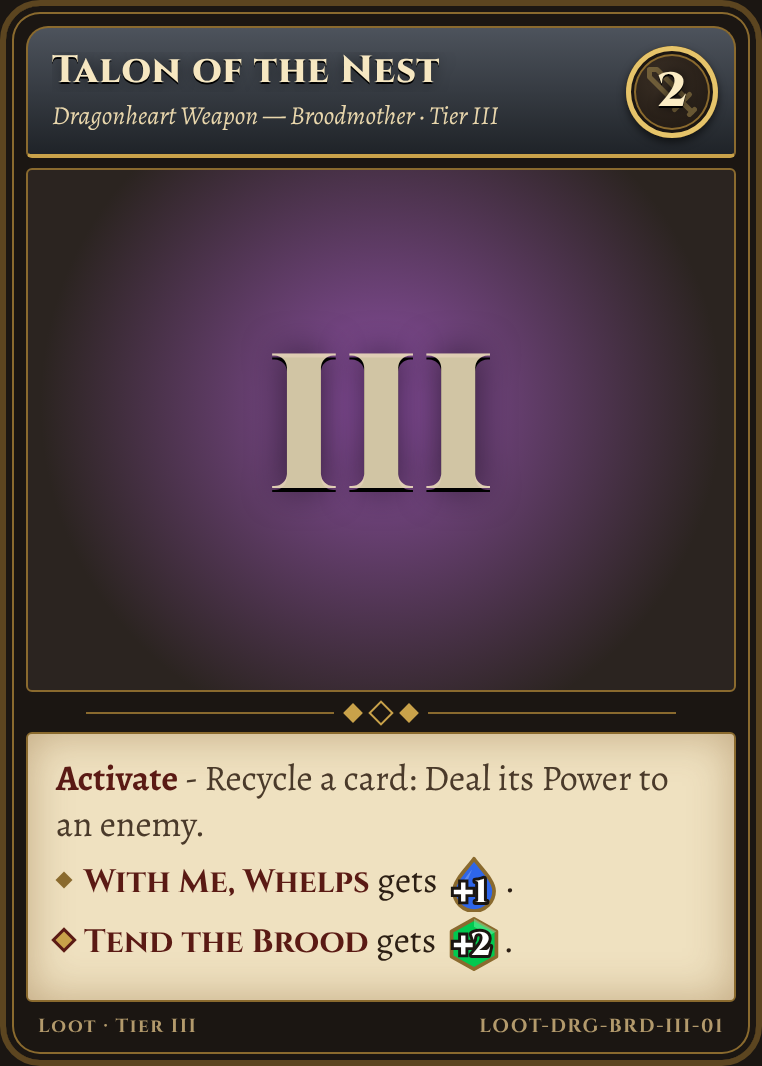 Talon of the Nest
Dragonheart Weapon — Broodmother · Tier III
2
III
Activate - Recycle a card: Deal its Power to
an enemy.
With Me, Whelps gets +1 .
Tend the Brood gets +2 .
Loot · Tier III
LOOT-DRG-BRD-III-01